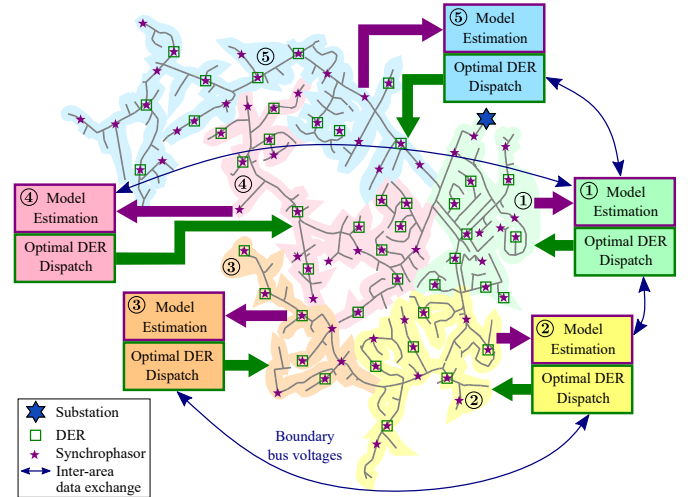 ⑤ Model
Estimation
Optimal DER
Dispatch
⑤
④ Model
Estimation
Optimal DER
Dispatch
④
①
① Model
Estimation
Optimal DER
Dispatch
③
③ Model
Estimation
Optimal DER
Dispatch
② Model
Estimation
Optimal DER
Dispatch
②
Substation
DER
Synchrophasor
Inter-area
data exchange
Boundary
bus voltages